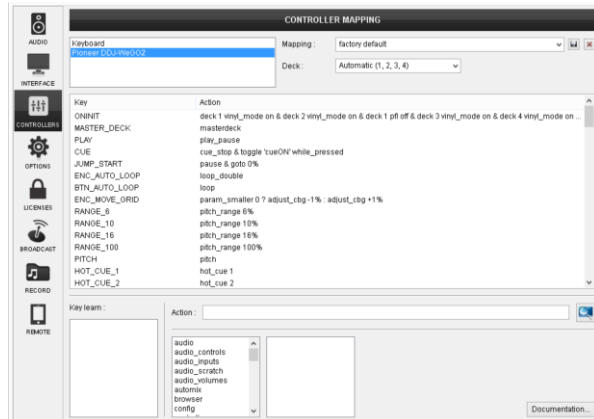 CONTROLLER MAPPING
AUDIO
INTERFACE
CONTROLLERS
OPTIONS
LICENSES
BROADCAST
RECORD
REMOTE
Keyboard
Pioneer DDJ-WeGO2
Mapping : factory default
Deck : Automatic (1, 2, 3, 4)
Key Action
ONINIT deck 1 vinyl_mode on & deck 2 vinyl_mode on & deck 1 pfl off & deck 3 vinyl_mode on & deck 4 vinyl_mode on ...
MASTER_DECK masterdeck
PLAY play_pause
CUE cue_stop & toggle 'cueON' while_pressed
JUMP_START pause & goto 0%
ENC_AUTO_LOOP loop_double
BTN_AUTO_LOOP loop
ENC_MOVE_GRID param_smaller 0 ? adjust_cbg -1% : adjust_cbg +1%
RANGE_6 pitch_range 6%
RANGE_10 pitch_range 10%
RANGE_16 pitch_range 16%
RANGE_100 pitch_range 100%
PITCH pitch
HOT_CUE_1 hot_cue 1
HOT_CUE_2 hot_cue 2
Key learn :
Action :
audio
audio_controls
audio_inputs
audio_scratch
audio_volumes
automix
browser
config
Documentation...